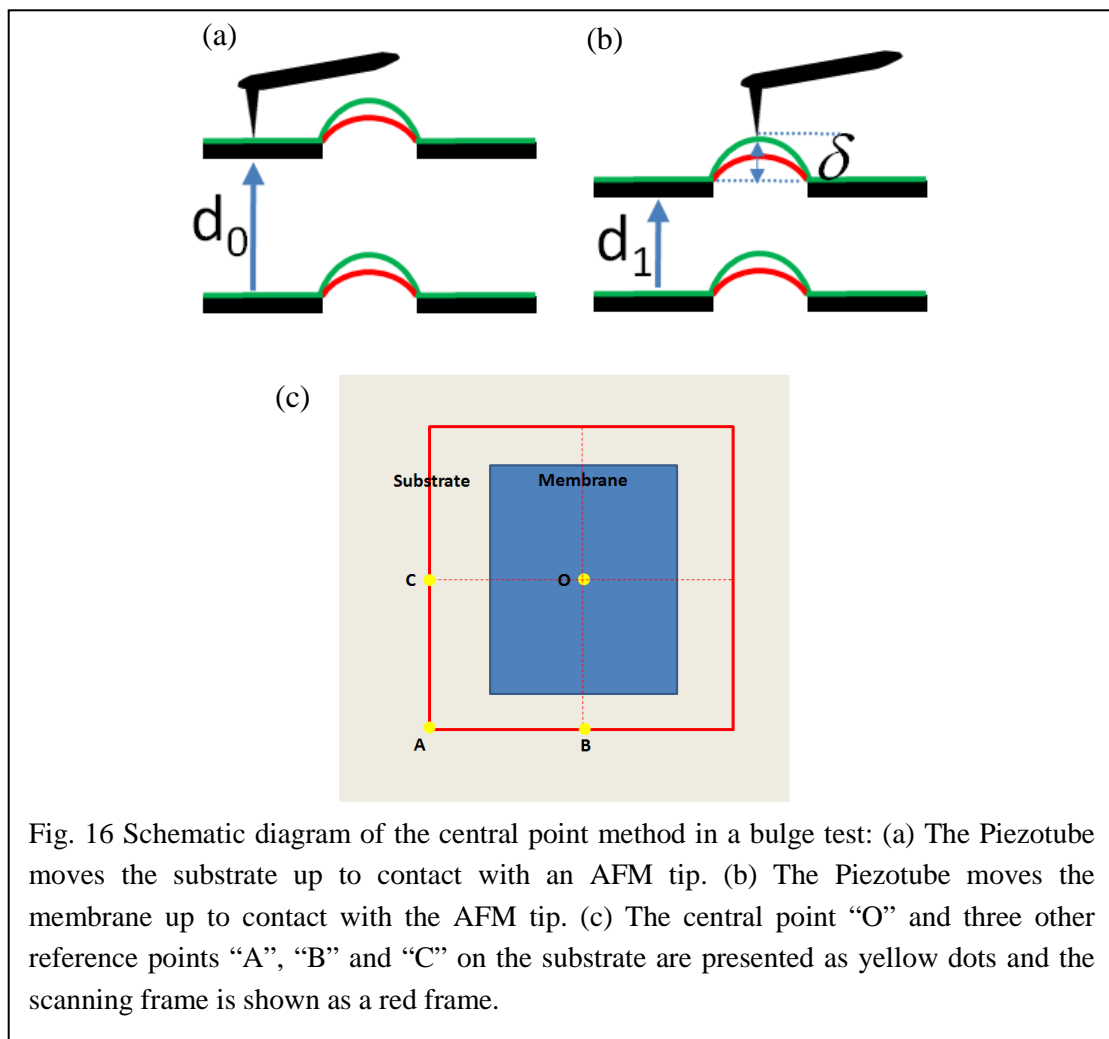 (a)
(b)
d0
d1
δ
(c)
Substrate
Membrane
C
O
A
B
Fig. 16 Schematic diagram of the central point method in a bulge test: (a) The Piezotube
moves the substrate up to contact with an AFM tip. (b) The Piezotube moves the
membrane up to contact with the AFM tip. (c) The central point “O” and three other
reference points “A”, “B” and “C” on the substrate are presented as yellow dots and the
scanning frame is shown as a red frame.